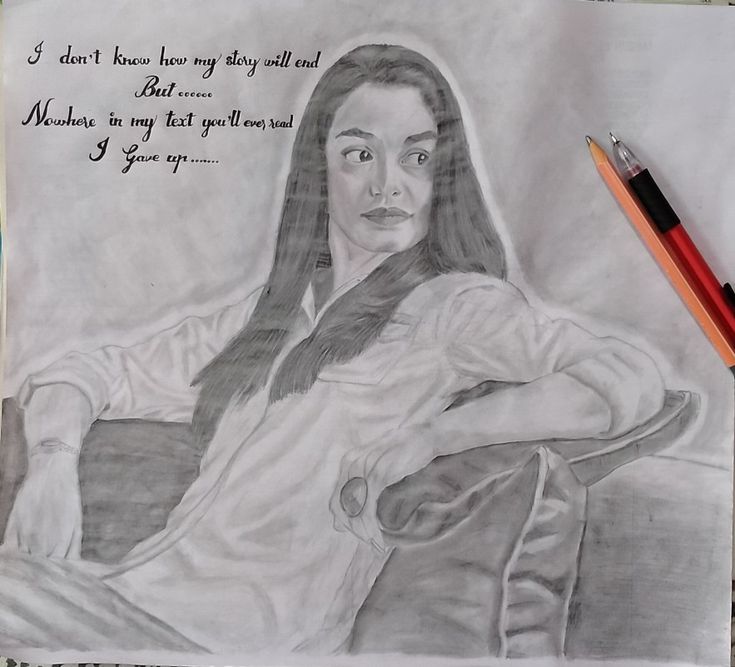 I don't know how my story will end
But......
Nowhere in my text you'll ever read
I Gave up.......